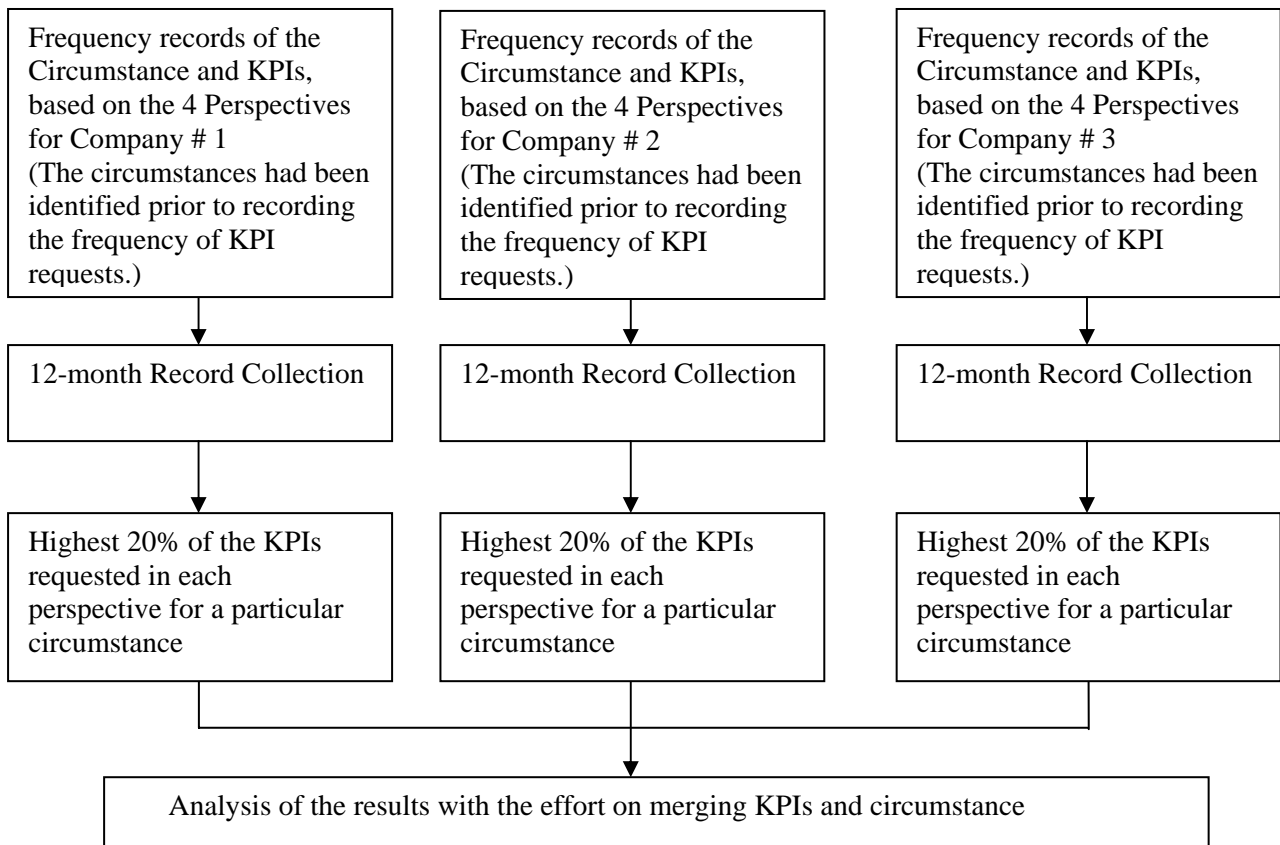 Frequency records of the
Circumstance and KPIs,
based on the 4 Perspectives
for Company # 1
(The circumstances had been
identified prior to recording
the frequency of KPI
requests.)
Frequency records of the
Circumstance and KPIs,
based on the 4 Perspectives
for Company # 2
(The circumstances had been
identified prior to recording
the frequency of KPI
requests.)
Frequency records of the
Circumstance and KPIs,
based on the 4 Perspectives
for Company # 3
(The circumstances had been
identified prior to recording
the frequency of KPI
requests.)
12-month Record Collection
12-month Record Collection
12-month Record Collection
Highest 20% of the KPIs
requested in each
perspective for a particular
circumstance
Highest 20% of the KPIs
requested in each
perspective for a particular
circumstance
Highest 20% of the KPIs
requested in each
perspective for a particular
circumstance
Analysis of the results with the effort on merging KPIs and circumstance